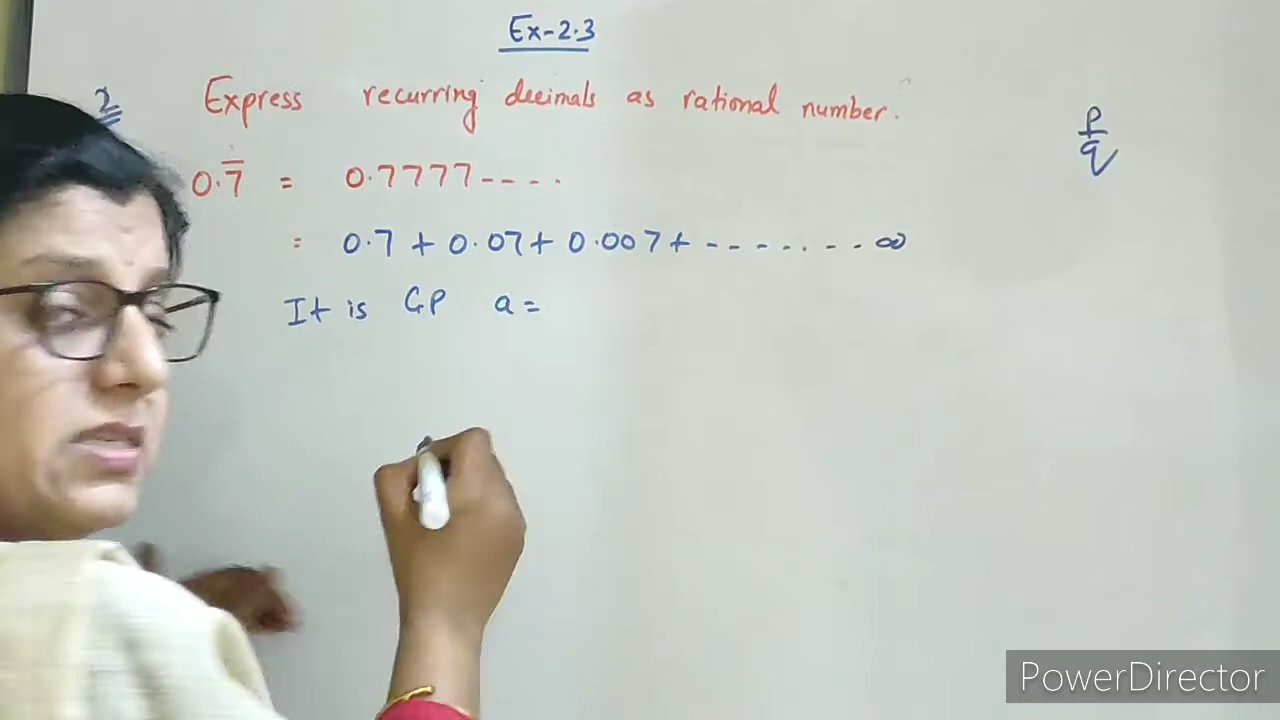 Ex-2.3
2 Express recurring decimals as rational number.
p/q
0.7̅ = 0.7777----.
= 0.7 + 0.07 + 0.007 + -------- ∞
It is GP a =
PowerDirector